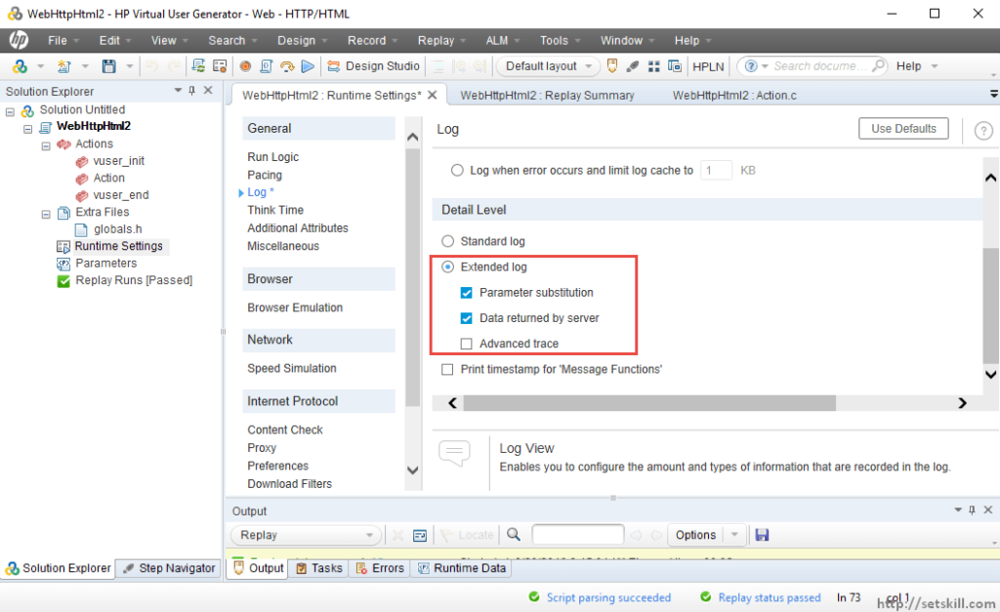 WebHttpHtml2 - HP Virtual User Generator - Web - HTTP/HTML
hp File Edit View Search Design Record Replay ALM Tools Window Help
Design Studio Default layout HPLN Search docume... Help
Solution Explorer
Solution Untitled
WebHttpHtml2
Actions
vuser_init
Action
vuser_end
Extra Files
globals.h
Runtime Settings
Parameters
Replay Runs [Passed]
WebHttpHtml2 : Runtime Settings* WebHttpHtml2 : Replay Summary WebHttpHtml2 : Action.c
General
Run Logic
Pacing
Log *
Think Time
Additional Attributes
Miscellaneous
Browser
Browser Emulation
Network
Speed Simulation
Internet Protocol
Content Check
Proxy
Preferences
Download Filters
Log Use Defaults
Log when error occurs and limit log cache to 1 KB
Detail Level
Standard log
Extended log
Parameter substitution
Data returned by server
Advanced trace
Print timestamp for 'Message Functions'
Log View
Enables you to configure the amount and types of information that are recorded in the log.
Output
Replay Locate Options
Solution Explorer Step Navigator Output Tasks Errors Runtime Data
Script parsing succeeded Replay status passed ln 73 col 1
http://setskill.com